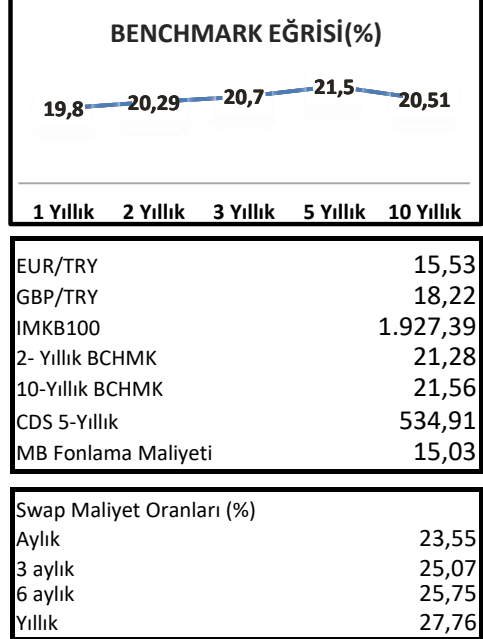 BENCHMARK EĞRİSİ(%)
19,8 20,29 20,7 21,5 20,51
1 Yıllık 2 Yıllık 3 Yıllık 5 Yıllık 10 Yıllık
EUR/TRY 15,53
GBP/TRY 18,22
IMKB100 1.927,39
2- Yıllık BCHMK 21,28
10-Yıllık BCHMK 21,56
CDS 5-Yıllık 534,91
MB Fonlama Maliyeti 15,03
Swap Maliyet Oranları (%)
Aylık 23,55
3 aylık 25,07
6 aylık 25,75
Yıllık 27,76